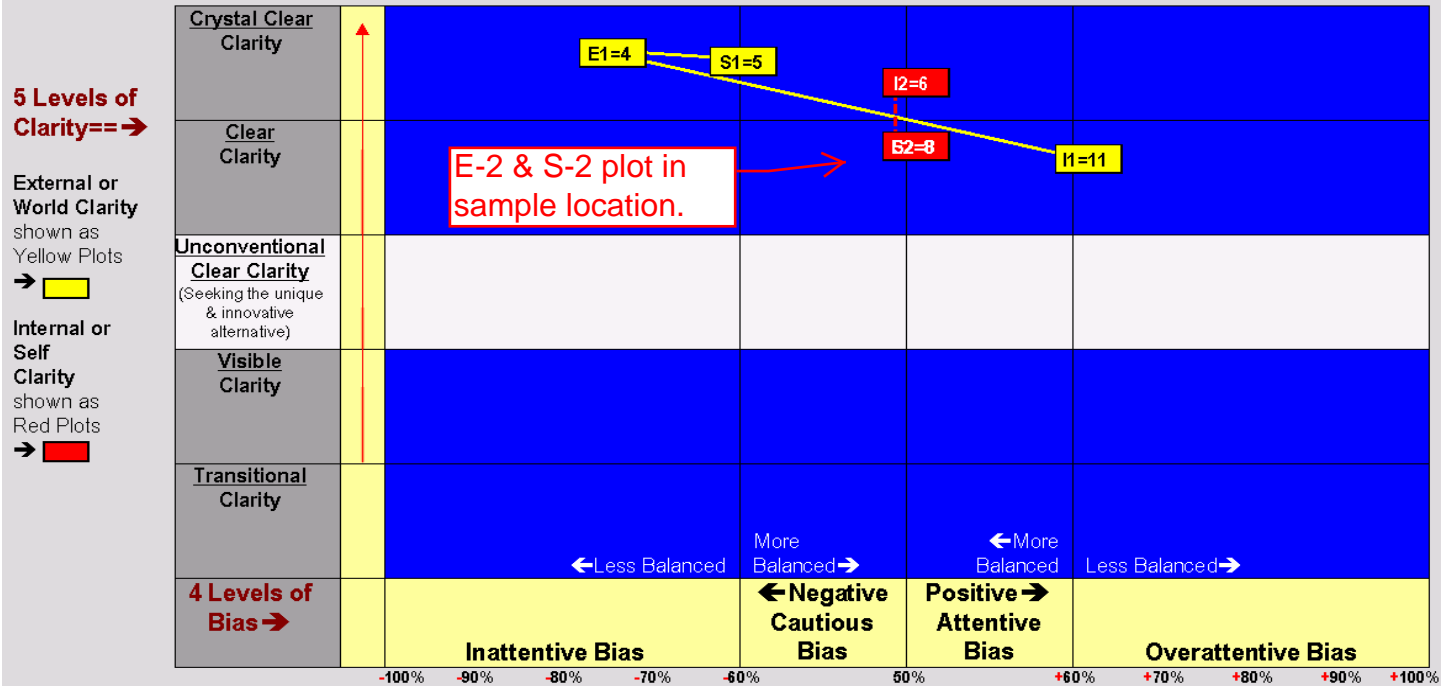 Crystal Clear
Clarity
E1=4
S1=5
I2=6
5 Levels of
Clarity==➔
Clear
Clarity
S2=8
I1=11
E-2 & S-2 plot in
sample location.
External or
World Clarity
shown as
Yellow Plots
➔
Unconventional
Clear Clarity
(Seeking the unique
& innovative
alternative)
Internal or
Self
Clarity
shown as
Red Plots
➔
Visible
Clarity
Transitional
Clarity
←Less Balanced
More
Balanced➔
←More
Balanced
Less Balanced➔
4 Levels of
Bias➔
Inattentive Bias
←Negative
Cautious
Bias
Positive➔
Attentive
Bias
Overattentive Bias
-100% -90% -80% -70% -60% 50% +60% +70% +80% +90% +100%